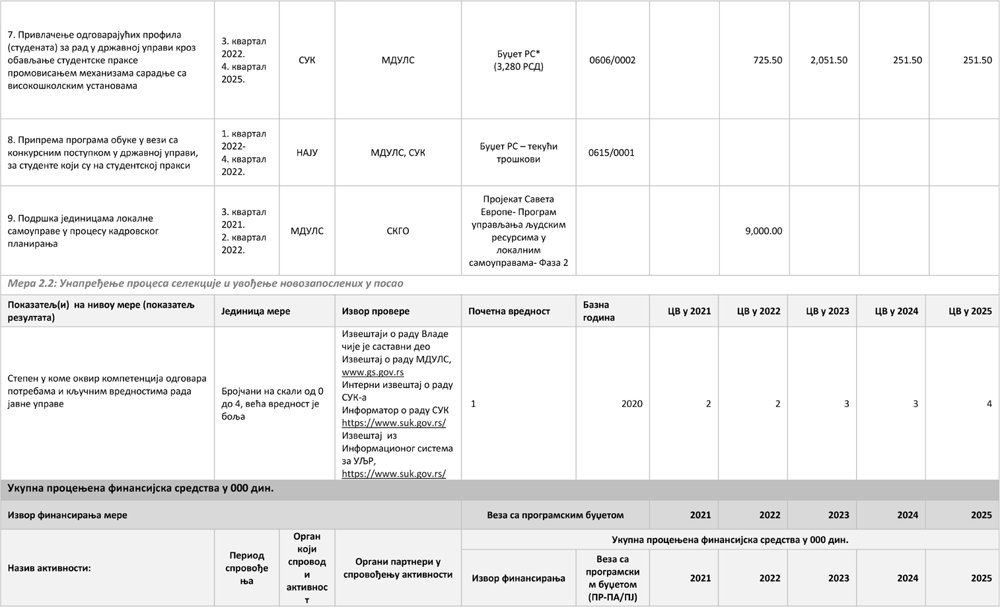 7. Привлачење одговарајућих профила
(студената) за рад у државној управи кроз
обављање студентске праксе
промовисањем механизама сарадње са
високошколским установама
3. квартал
2022.
4. квартал
2025.
СУК
МДУЛС
Буџет РС*
(3,280 РСД)
0606/0002
725.50
2,051.50
251.50
251.50
8. Припрема програма обуке у вези са
конкурсним поступком у државној управи,
за студенте који су на студентској пракси
1. квартал
2022-
4. квартал
2022.
НАЈУ
МДУЛС, СУК
Буџет РС – текући
трошкови
0615/0001
9. Подршка јединицама локалне
самоуправе у процесу кадровског
планирања
3. квартал
2021.
2. квартал
2022.
МДУЛС
СКГО
Пројекат Савета
Европе- Програм
управљања људским
ресурсима у
локалним
самоуправама- Фаза 2
9,000.00
Мера 2.2: Унапређење процеса селекције и увођење новозапослених у посао
Показатељ(и) на нивоу мере (показатељ
резултата)
Јединица мере
Извор провере
Почетна вредност
Базна
година
ЦВ у 2021
ЦВ у 2022
ЦВ у 2023
ЦВ у 2024
ЦВ у 2025
Степен у коме оквир компетенција одговара
потребама и кључним вредностима рада
јавне управе
Бројчани на скали од 0
до 4, већа вредност је
боља
Извештаји о раду Владе
чије је саставни део
Извештај о раду МДУЛС,
www.gs.gov.rs
Интерни извештај о раду
СУК-а
Информатор о раду СУК
https://www.suk.gov.rs/
Извештај из
Информационог система
за УЉР,
https://www.suk.gov.rs/
1
2020
2
2
3
3
4
Укупна процењена финансијска средства у 000 дин.
Извор финансирања мере
Веза са програмским буџетом
2021
2022
2023
2024
2025
Назив активности:
Период
спровође
ња
Орган
који
спровод
и
активнос
т
Органи партнери у
спровођењу активности
Укупна процењена финансијска средства у 000 дин.
Извор финансирања
Веза са
програмски
м буџетом
(ПР-ПА/ПЈ)
2021
2022
2023
2024
2025